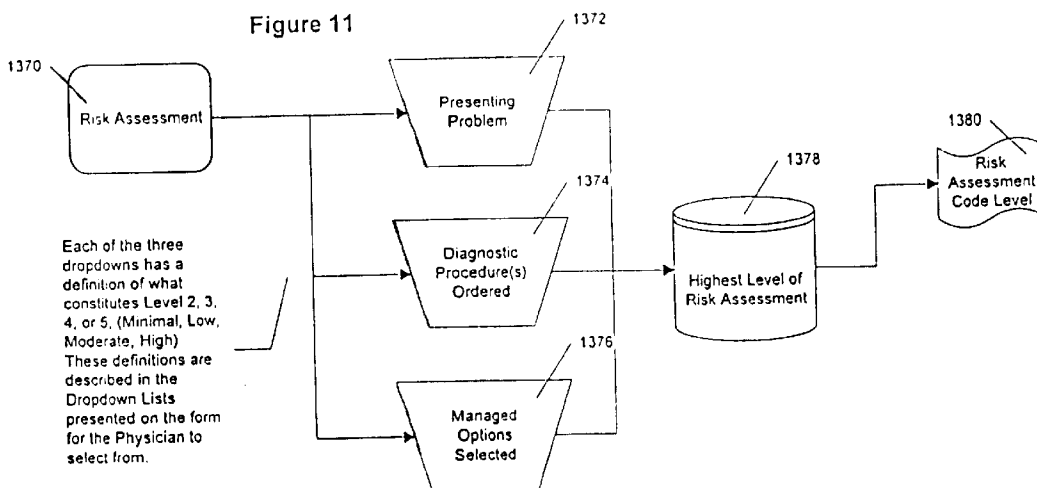 Figure 11
1370
Risk Assessment
1372
Presenting
Problem
1374
Diagnostic
Procedure(s)
Ordered
1376
Managed
Options
Selected
1378
Highest Level of
Risk Assessment
1380
Risk
Assessment
Code Level
Each of the three
dropdowns has a
definition of what
constitutes Level 2, 3,
4, or 5, (Minimal, Low,
Moderate, High)
These definitions are
described in the
Dropdown Lists
presented on the form
for the Physician to
select from.